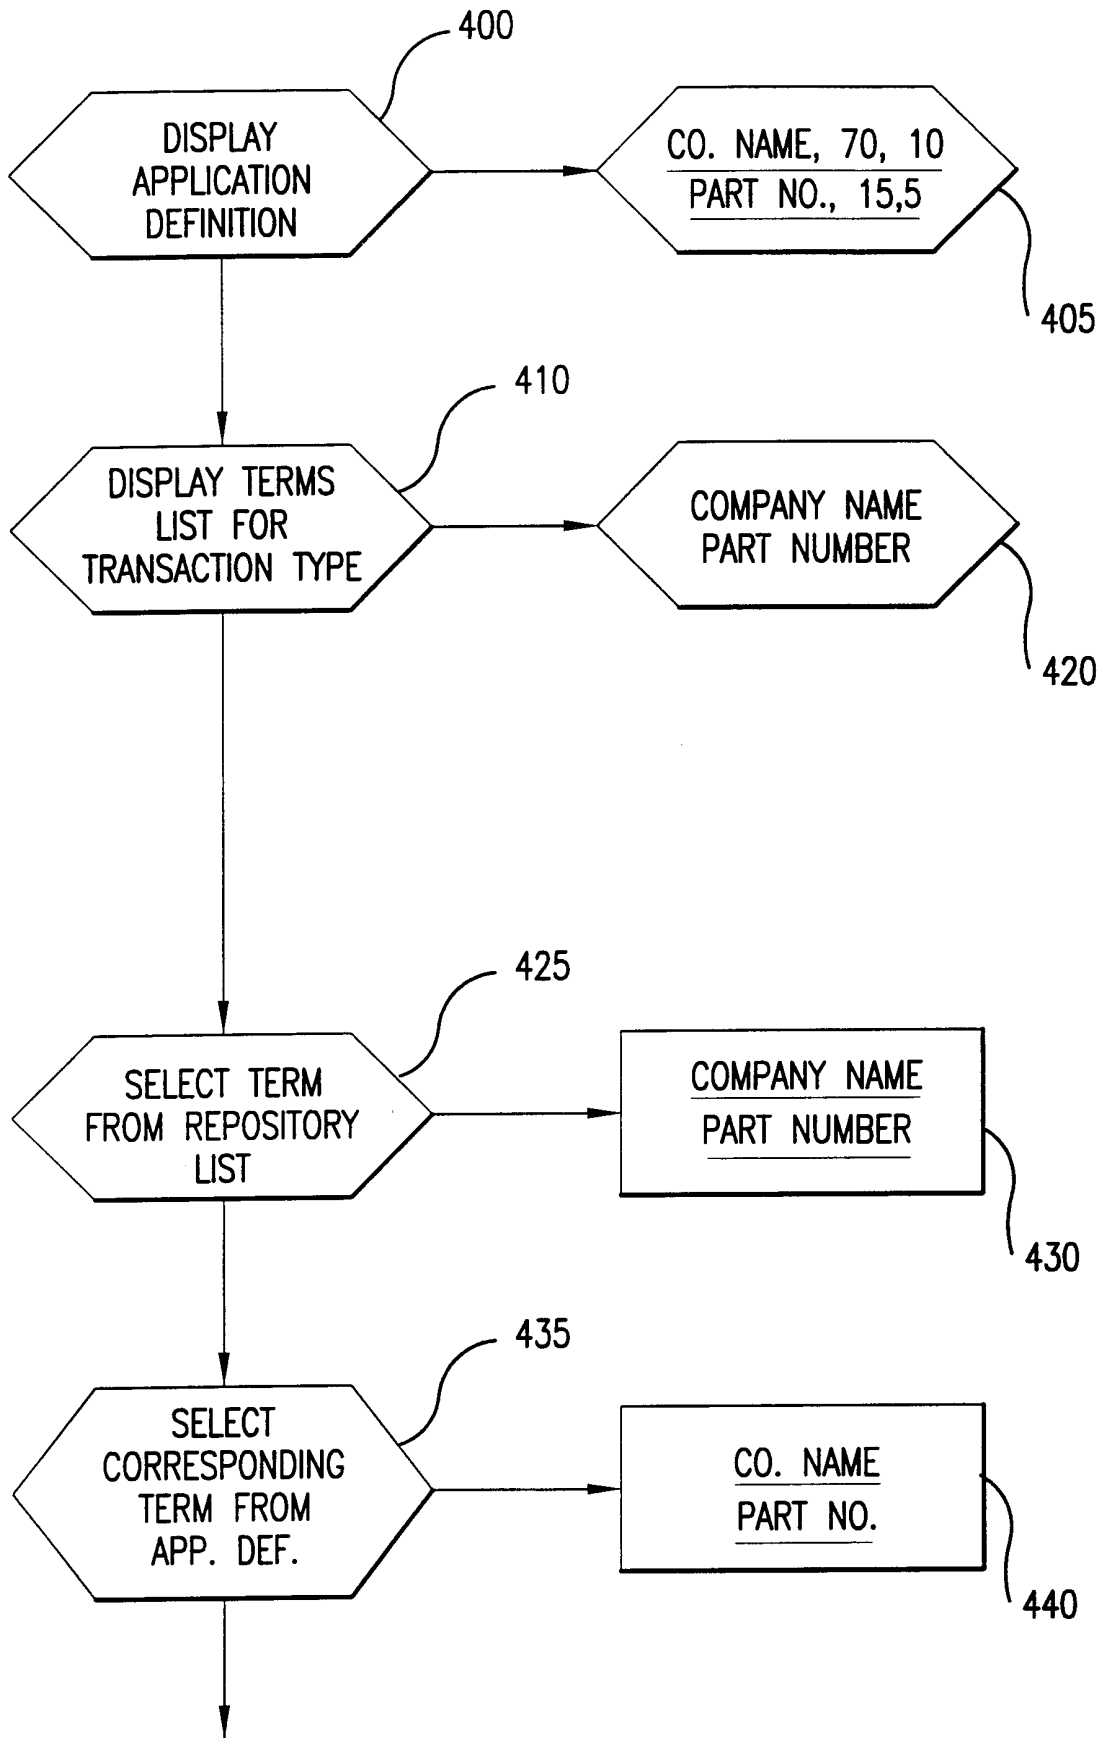 400
DISPLAY
APPLICATION
DEFINITION
CO. NAME, 70, 10
PART NO., 15,5
405
410
DISPLAY TERMS
LIST FOR
TRANSACTION TYPE
COMPANY NAME
PART NUMBER
420
425
SELECT TERM
FROM REPOSITORY
LIST
COMPANY NAME
PART NUMBER
430
435
SELECT
CORRESPONDING
TERM FROM
APP. DEF.
CO. NAME
PART NO.
440